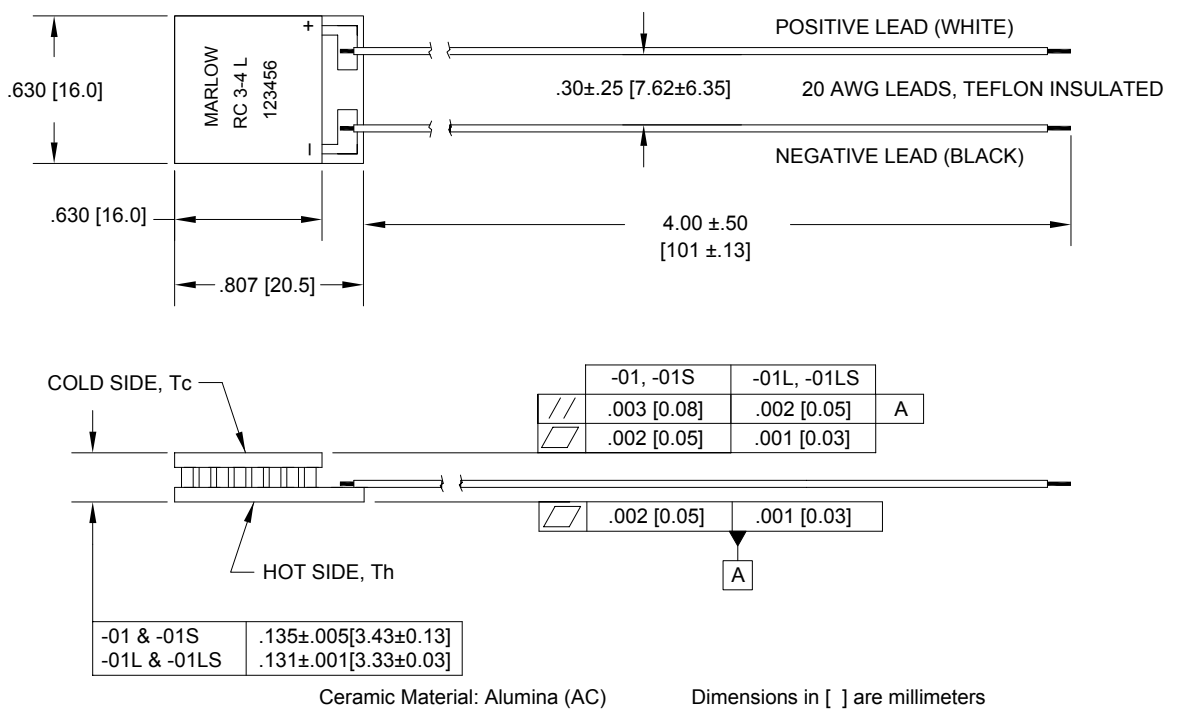 POSITIVE LEAD (WHITE)
+
.630 [16.0]
MARLOW
RC 3-4 L
123456
.30±.25 [7.62±6.35]
20 AWG LEADS, TEFLON INSULATED
–
NEGATIVE LEAD (BLACK)
.630 [16.0]
4.00 ±.50
[101 ±.13]
.807 [20.5]
COLD SIDE, Tc
-01, -01S
-01L, -01LS
// .003 [0.08] .002 [0.05] A
.002 [0.05] .001 [0.03]
.002 [0.05] .001 [0.03]
A
HOT SIDE, Th
-01 & -01S .135±.005[3.43±0.13]
-01L & -01LS .131±.001[3.33±0.03]
Ceramic Material: Alumina (AC) Dimensions in [ ] are millimeters